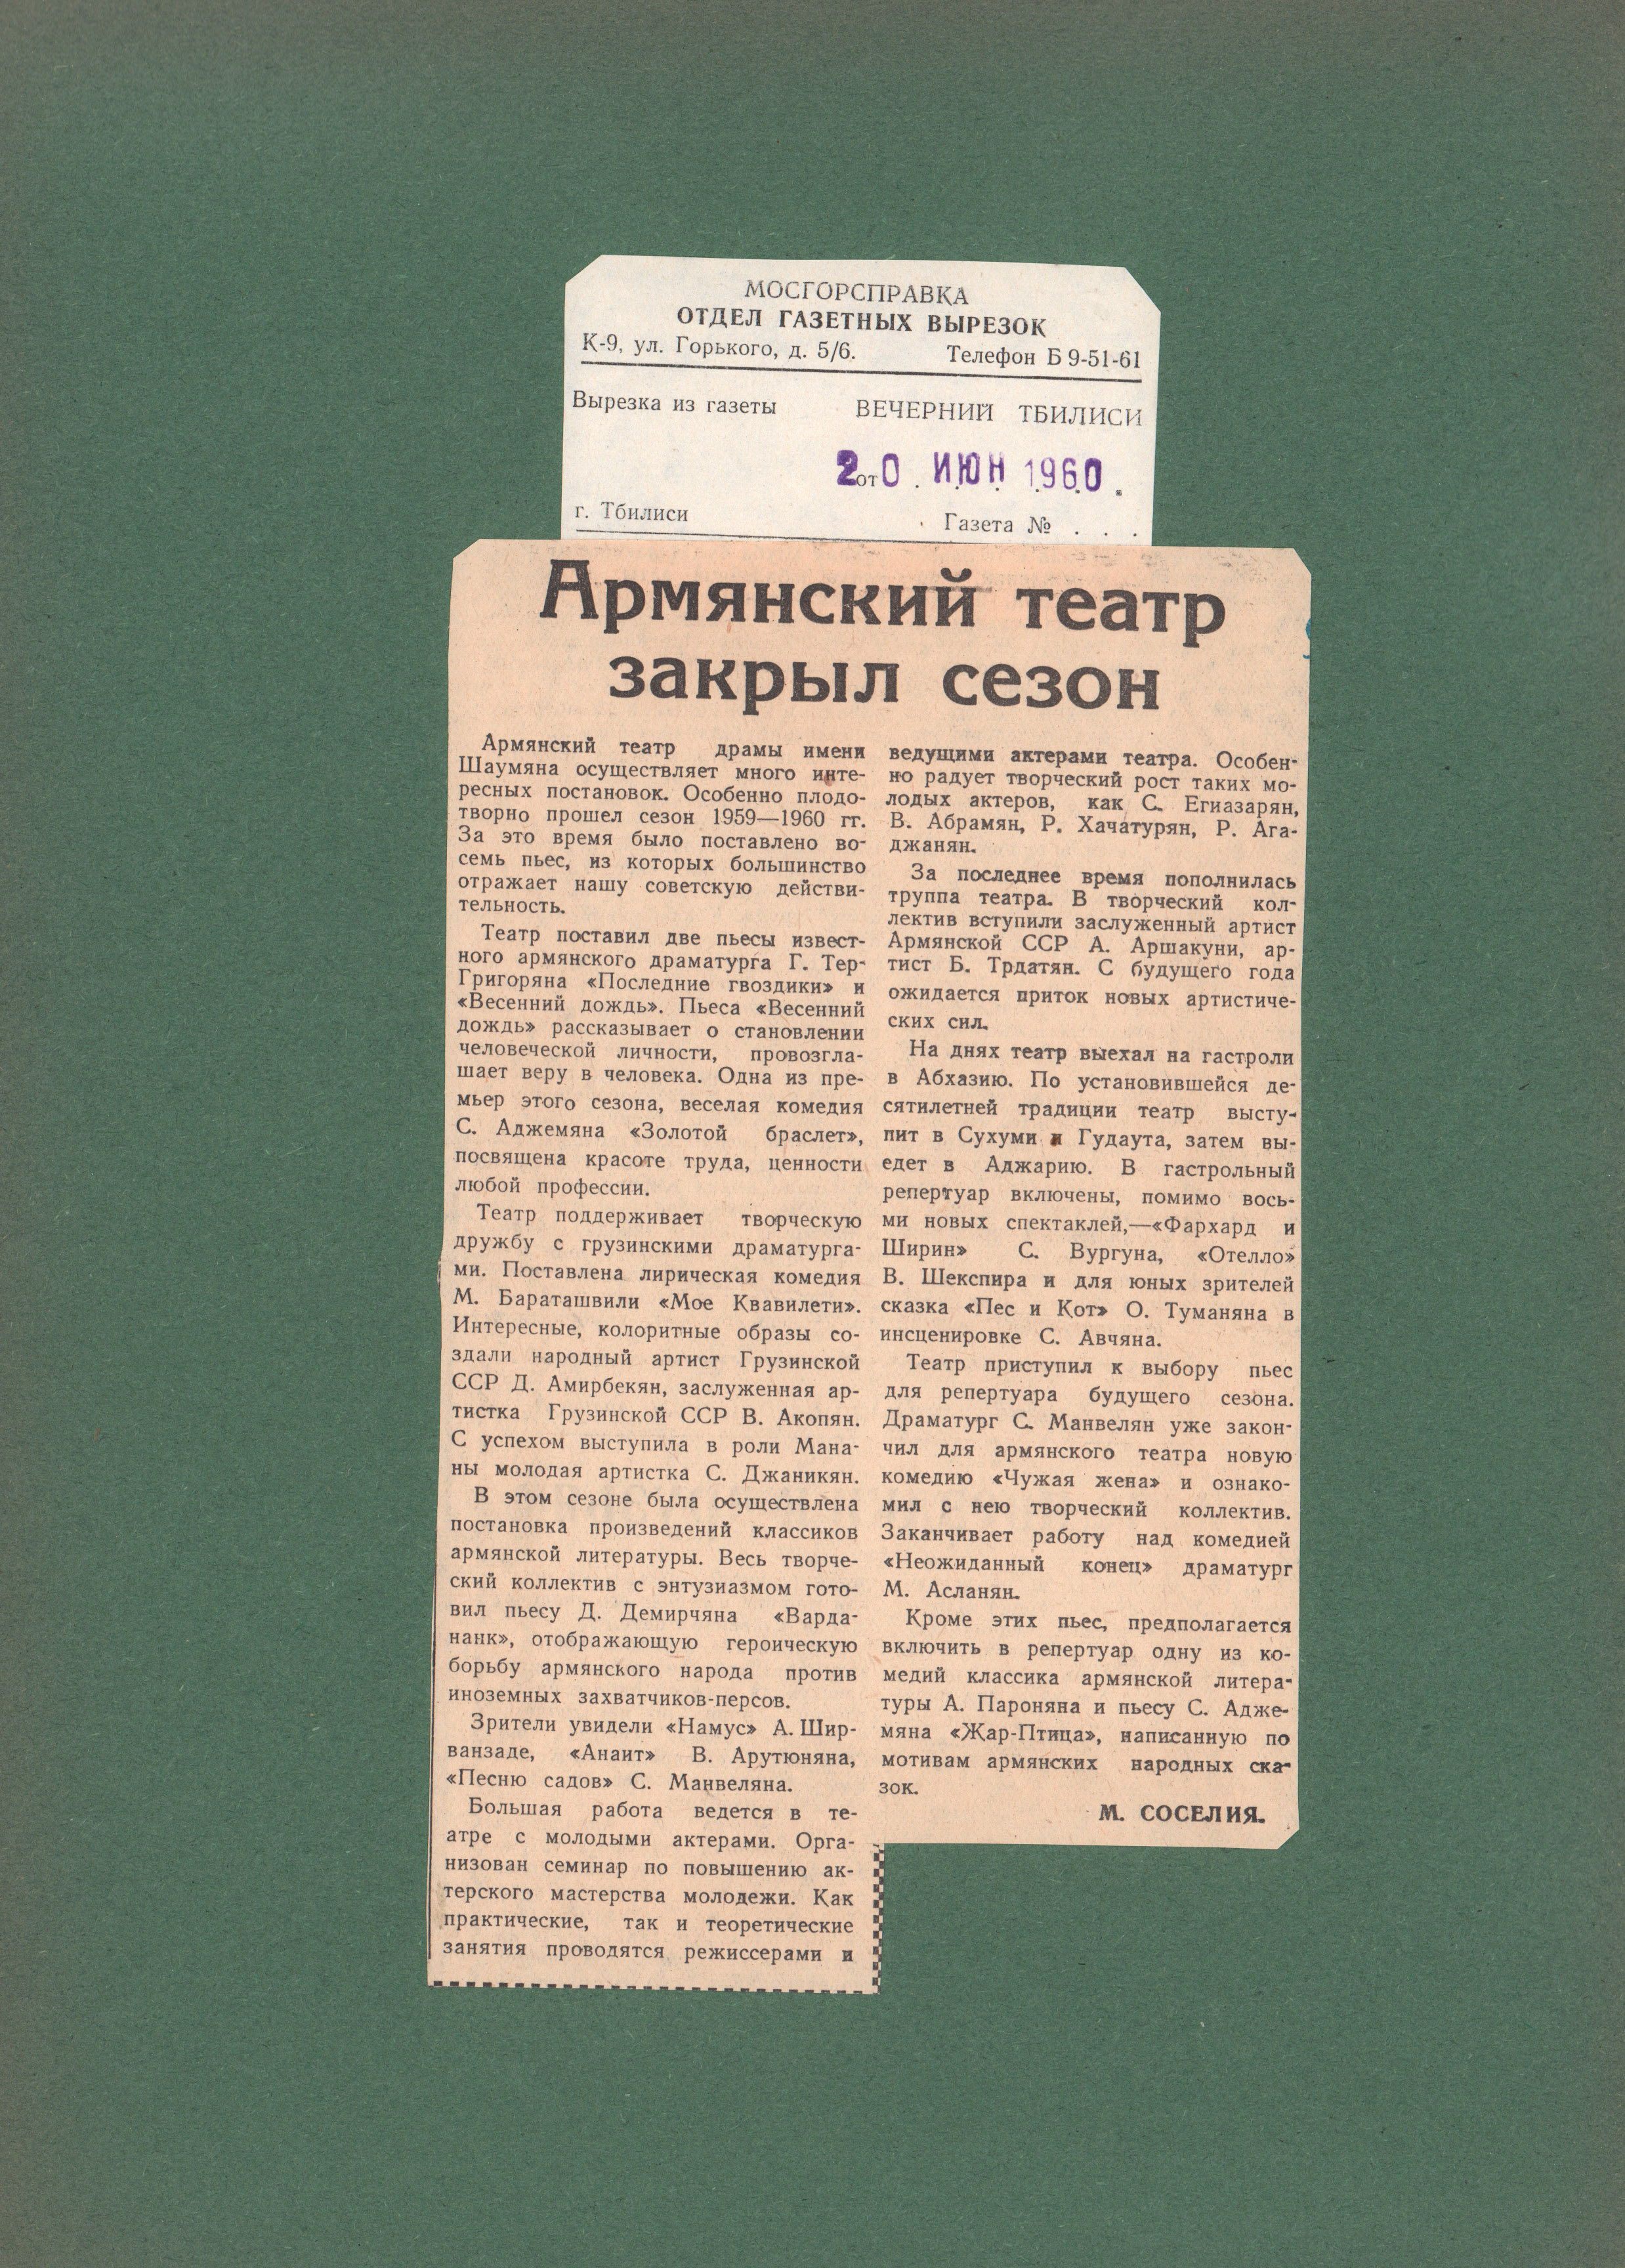 МОСГОРСПРАВКА
ОТДЕЛ ГАЗЕТНЫХ ВЫРЕЗОК
К-9, ул. Горького, д. 5/6. Телефон Б 9-51-61
Вырезка из газеты ВЕЧЕРНИЙ ТБИЛИСИ
от 20 ИЮН 1960
г. Тбилиси Газета № . . .
Армянский театр
закрыл сезон
Армянский театр драмы имени
Шаумяна осуществляет много инте-
ресных постановок. Особенно плодо-
творно прошел сезон 1959—1960 гг.
За это время было поставлено во-
семь пьес, из которых большинство
отражает нашу советскую действи-
тельность.
Театр поставил две пьесы извест-
ного армянского драматурга Г. Тер-
Григоряна «Последние гвоздики» и
«Весенний дождь». Пьеса «Весенний
дождь» рассказывает о становлении
человеческой личности, провозгла-
шает веру в человека. Одна из пре-
мьер этого сезона, веселая комедия
С. Аджемяна «Золотой браслет»,
посвящена красоте труда, ценности
любой профессии.
Театр поддерживает творческую
дружбу с грузинскими драматурга-
ми. Поставлена лирическая комедия
М. Бараташвили «Мое Квавилети».
Интересные, колоритные образы со-
здали народный артист Грузинской
ССР Д. Амирбекян, заслуженная ар-
тистка Грузинской ССР В. Акопян.
С успехом выступила в роли Мана-
ны молодая артистка С. Джаникян.
В этом сезоне была осуществлена
постановка произведений классиков
армянской литературы. Весь творче-
ский коллектив с энтузиазмом гото-
вил пьесу Д. Демирчяна «Варда-
нанк», отображающую героическую
борьбу армянского народа против
иноземных захватчиков-персов.
Зрители увидели «Намус» А. Шир-
ванзаде, «Анаит» В. Арутюняна,
«Песню садов» С. Манвеляна.
Большая работа ведется в те-
атре с молодыми актерами. Орга-
низован семинар по повышению ак-
терского мастерства молодежи. Как
практические, так и теоретические
занятия проводятся режиссерами и
ведущими актерами театра. Особен-
но радует творческий рост таких мо-
лодых актеров, как С. Егиазарян,
В. Абрамян, Р. Хачатурян, Р. Ага-
джанян.
За последнее время пополнилась
труппа театра. В творческий кол-
лектив вступили заслуженный артист
Армянской ССР А. Аршакуни, ар-
тист Б. Трдатян. С будущего года
ожидается приток новых артистиче-
ских сил.
На днях театр выехал на гастроли
в Абхазию. По установившейся де-
сятилетней традиции театр высту-
пит в Сухуми и Гудаута, затем вы-
едет в Аджарию. В гастрольный
репертуар включены, помимо вось-
ми новых спектаклей,—«Фархард и
Ширин» С. Вургуна, «Отелло»
В. Шекспира и для юных зрителей
сказка «Пес и Кот» О. Туманяна в
инсценировке С. Авчяна.
Театр приступил к выбору пьес
для репертуара будущего сезона.
Драматург С. Манвелян уже закон-
чил для армянского театра новую
комедию «Чужая жена» и ознако-
мил с нею творческий коллектив.
Заканчивает работу над комедией
«Неожиданный конец» драматург
М. Асланян.
Кроме этих пьес, предполагается
включить в репертуар одну из ко-
медий классика армянской литера-
туры А. Пароняна и пьесу С. Адже-
мяна «Жар-Птица», написанную по
мотивам армянских народных ска-
зок.
М. СОСЕЛИЯ.